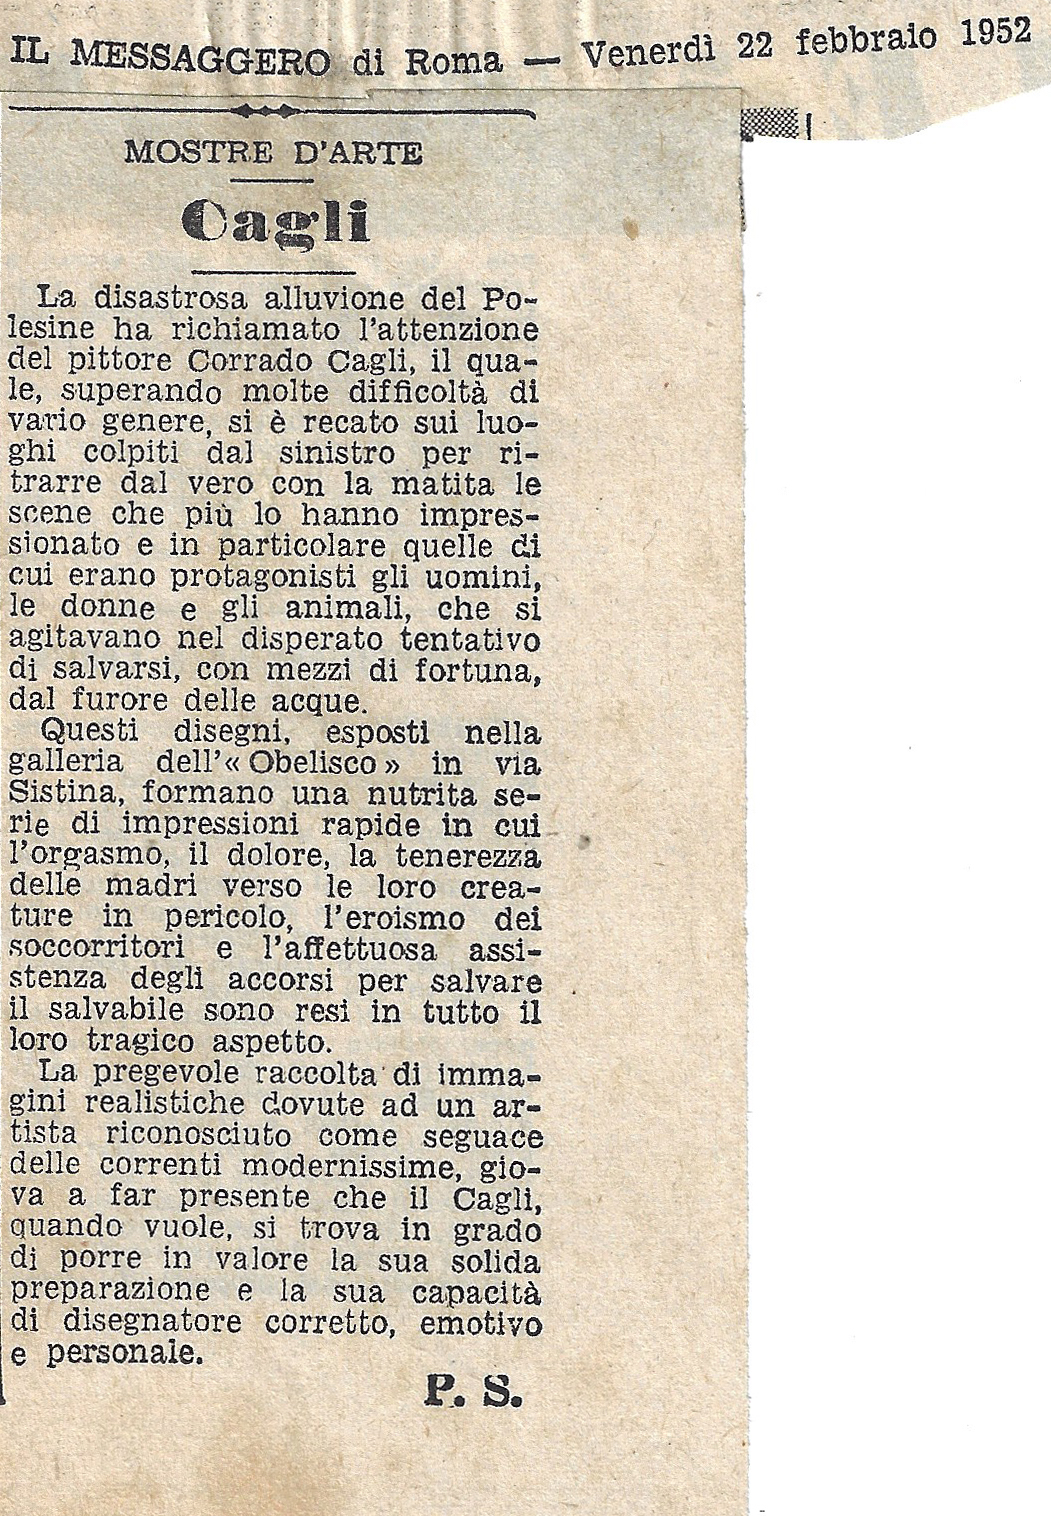 IL MESSAGGERO di Roma — Venerdì 22 febbraio 1952
MOSTRE D'ARTE
Cagli
La disastrosa alluvione del Po-
lesine ha richiamato l'attenzione
del pittore Corrado Cagli, il qua-
le, superando molte difficoltà di
vario genere, si è recato sui luo-
ghi colpiti dal sinistro per ri-
trarre dal vero con la matita le
scene che più lo hanno impres-
sionato e in particolare quelle di
cui erano protagonisti gli uomini,
le donne e gli animali, che si
agitavano nel disperato tentativo
di salvarsi, con mezzi di fortuna,
dal furore delle acque.
Questi disegni, esposti nella
galleria dell'« Obelisco » in via
Sistina, formano una nutrita se-
rie di impressioni rapide in cui
l'orgasmo, il dolore, la tenerezza
delle madri verso le loro crea-
ture in pericolo, l'eroismo dei
soccorritori e l'affettuosa assi-
stenza degli accorsi per salvare
il salvabile sono resi in tutto il
loro tragico aspetto.
La pregevole raccolta di imma-
gini realistiche dovute ad un ar-
tista riconosciuto come seguace
delle correnti modernissime, gio-
va a far presente che il Cagli,
quando vuole, si trova in grado
di porre in valore la sua solida
preparazione e la sua capacità
di disegnatore corretto, emotivo
e personale.
P. S.